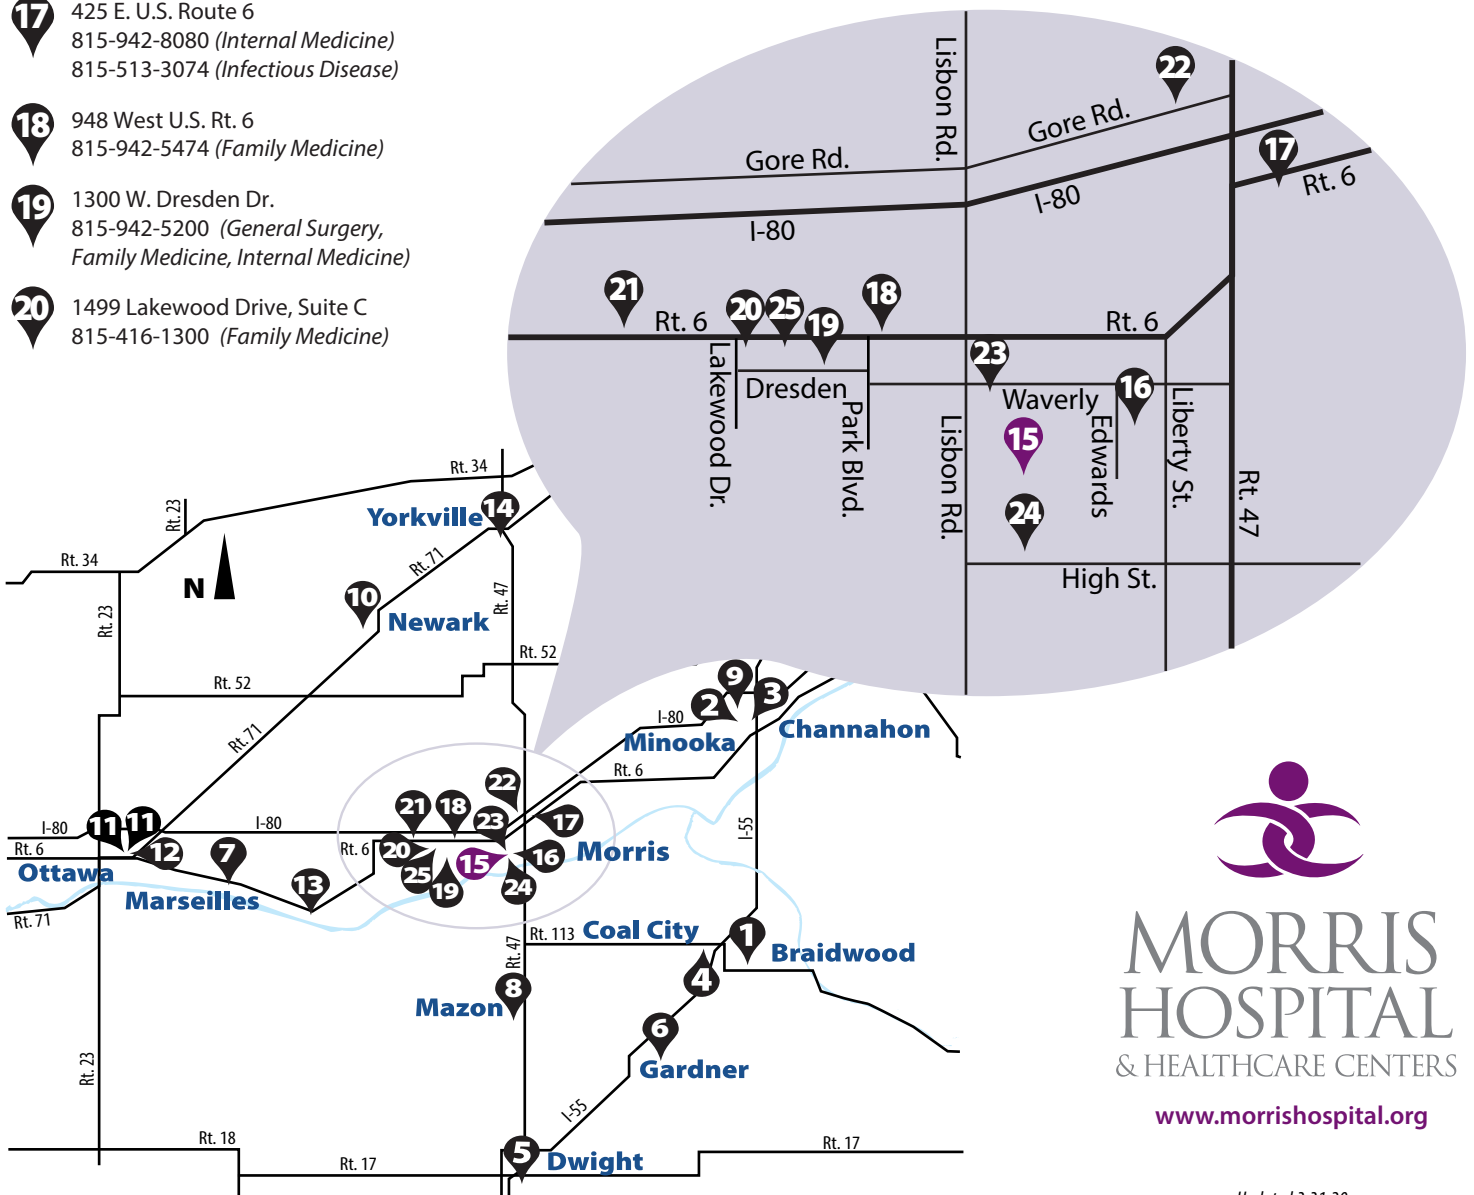 17
425 E. U.S. Route 6
815-942-8080 (Internal Medicine)
815-513-3074 (Infectious Disease)
18
948 West U.S. Rt. 6
815-942-5474 (Family Medicine)
19
1300 W. Dresden Dr.
815-942-5200 (General Surgery,
Family Medicine, Internal Medicine)
20
1499 Lakewood Drive, Suite C
815-416-1300 (Family Medicine)
Lisbon Rd.
22
Gore Rd.
Gore Rd.
17
Rt. 6
I-80
I-80
21
20
25
19
18
Rt. 6
Rt. 6
23
16
Lakewood Dr.
Dresden
Park Blvd.
Waverly
15
Edwards
Liberty St.
Lisbon Rd.
24
Rt. 47
High St.
Rt. 34
Rt. 23
Yorkville
14
Rt. 34
N
Rt. 71
10
Newark
Rt. 47
Rt. 23
Rt. 52
Rt. 52
9
2
3
I-80
Minooka
Channahon
Rt. 71
Rt. 6
22
21
18
23
17
11
11
I-80
I-80
I-55
Rt. 6
12
7
Rt. 6
20
15
16
Morris
Ottawa
13
25
19
24
Marseilles
Rt. 71
Rt. 113
Coal City
1
Braidwood
Rt. 47
4
8
Mazon
6
Gardner
Rt. 23
I-55
Rt. 18
Rt. 17
5
Dwight
Rt. 17
MORRIS
HOSPITAL
& HEALTHCARE CENTERS
www.morrishospital.org